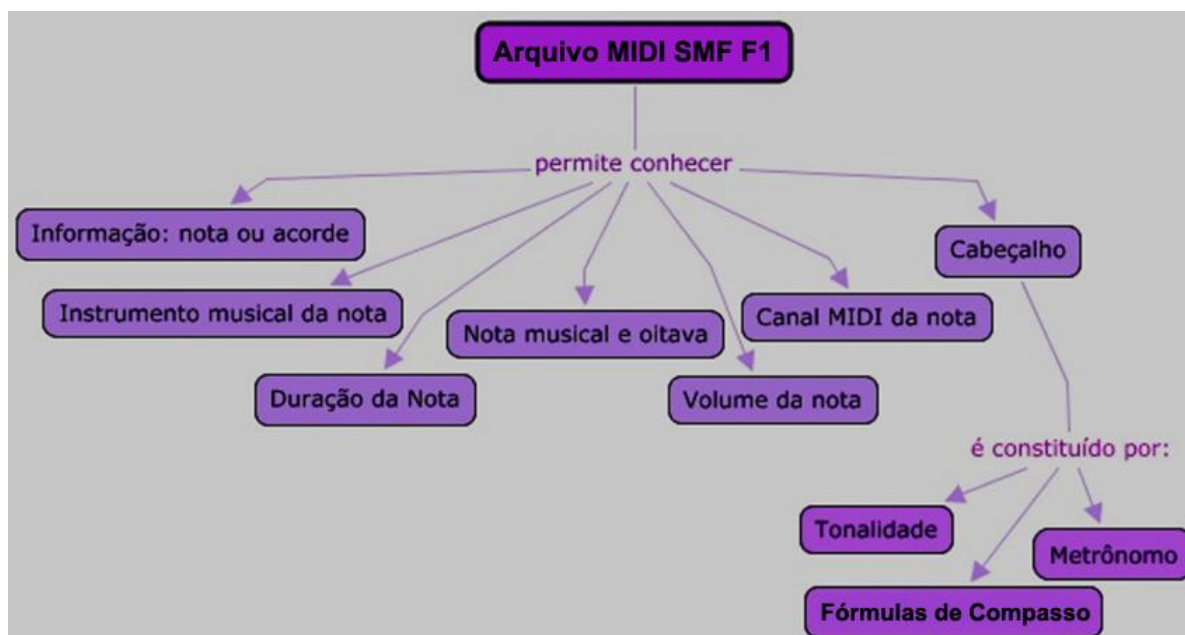 Arquivo MIDI SMF F1
permite conhecer
Informação: nota ou acorde
Cabeçalho
Instrumento musical da nota
Nota musical e oitava
Canal MIDI da nota
Duração da Nota
Volume da nota
é constituído por:
Tonalidade
Metrônomo
Fórmulas de Compasso